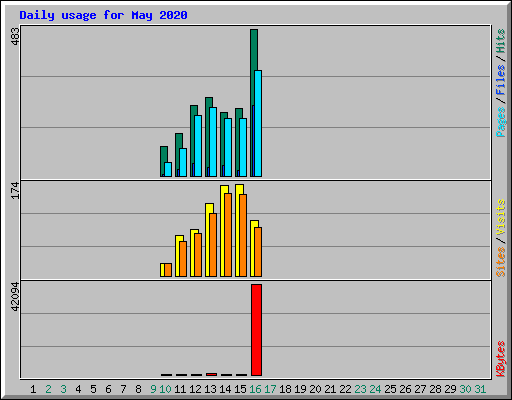 Daily usage for May 2020
483
174
42094
Pages / Files / Hits
Sites / Visits
KBytes
1 2 3 4 5 6 7 8 9 10 11 12 13 14 15 16 17 18 19 20 21 22 23 24 25 26 27 28 29 30 31